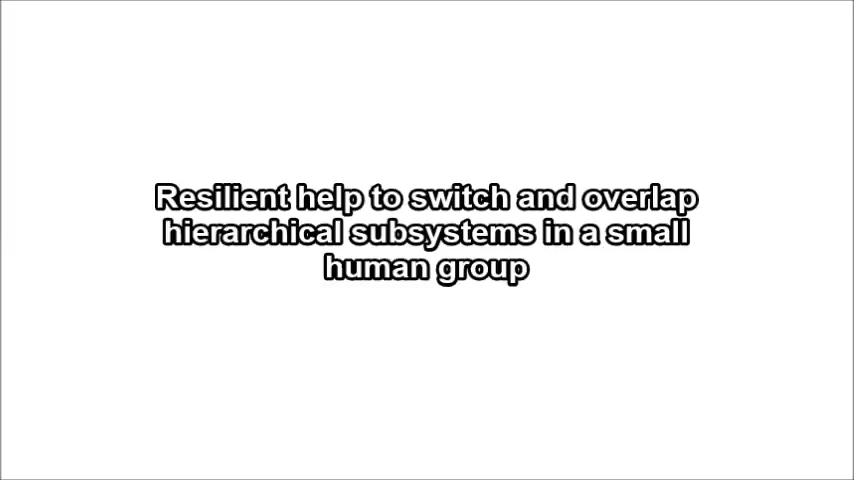 Resilient help to switch and overlap
hierarchical subsystems in a small
human group